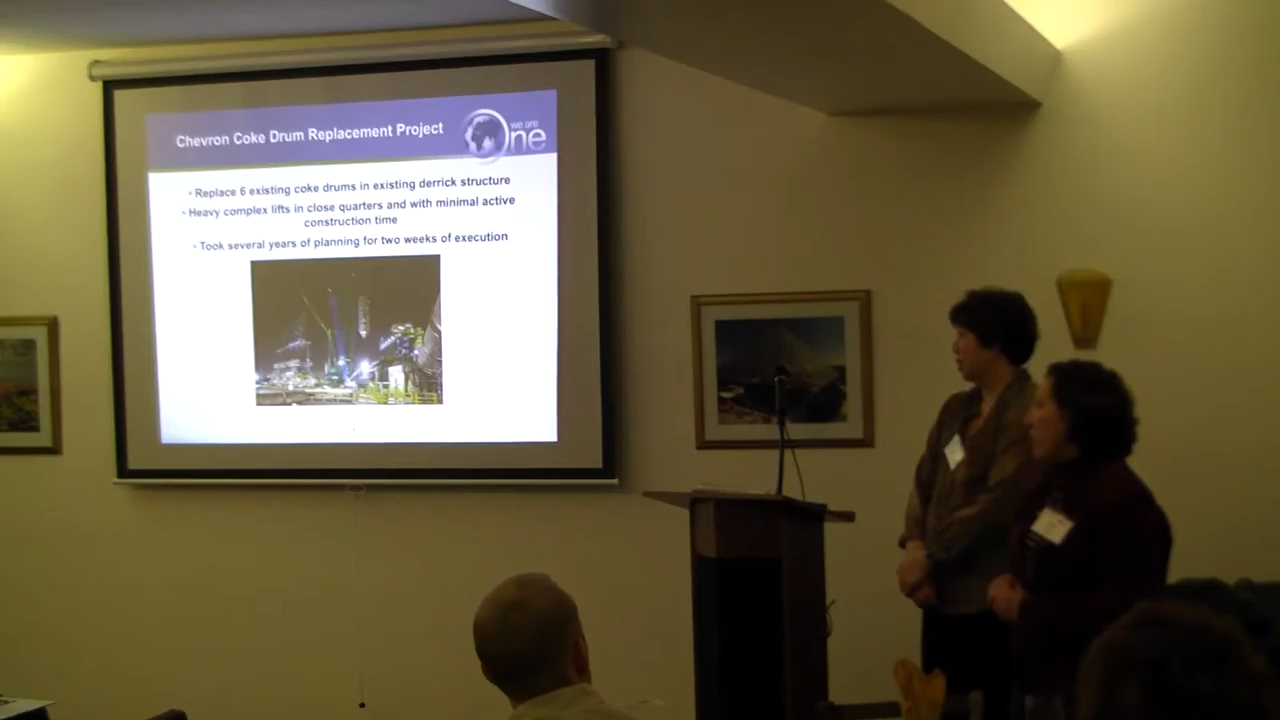 Chevron Coke Drum Replacement Project
we are
One
• Replace 6 existing coke drums in existing derrick structure
• Heavy complex lifts in close quarters and with minimal active
construction time
• Took several years of planning for two weeks of execution